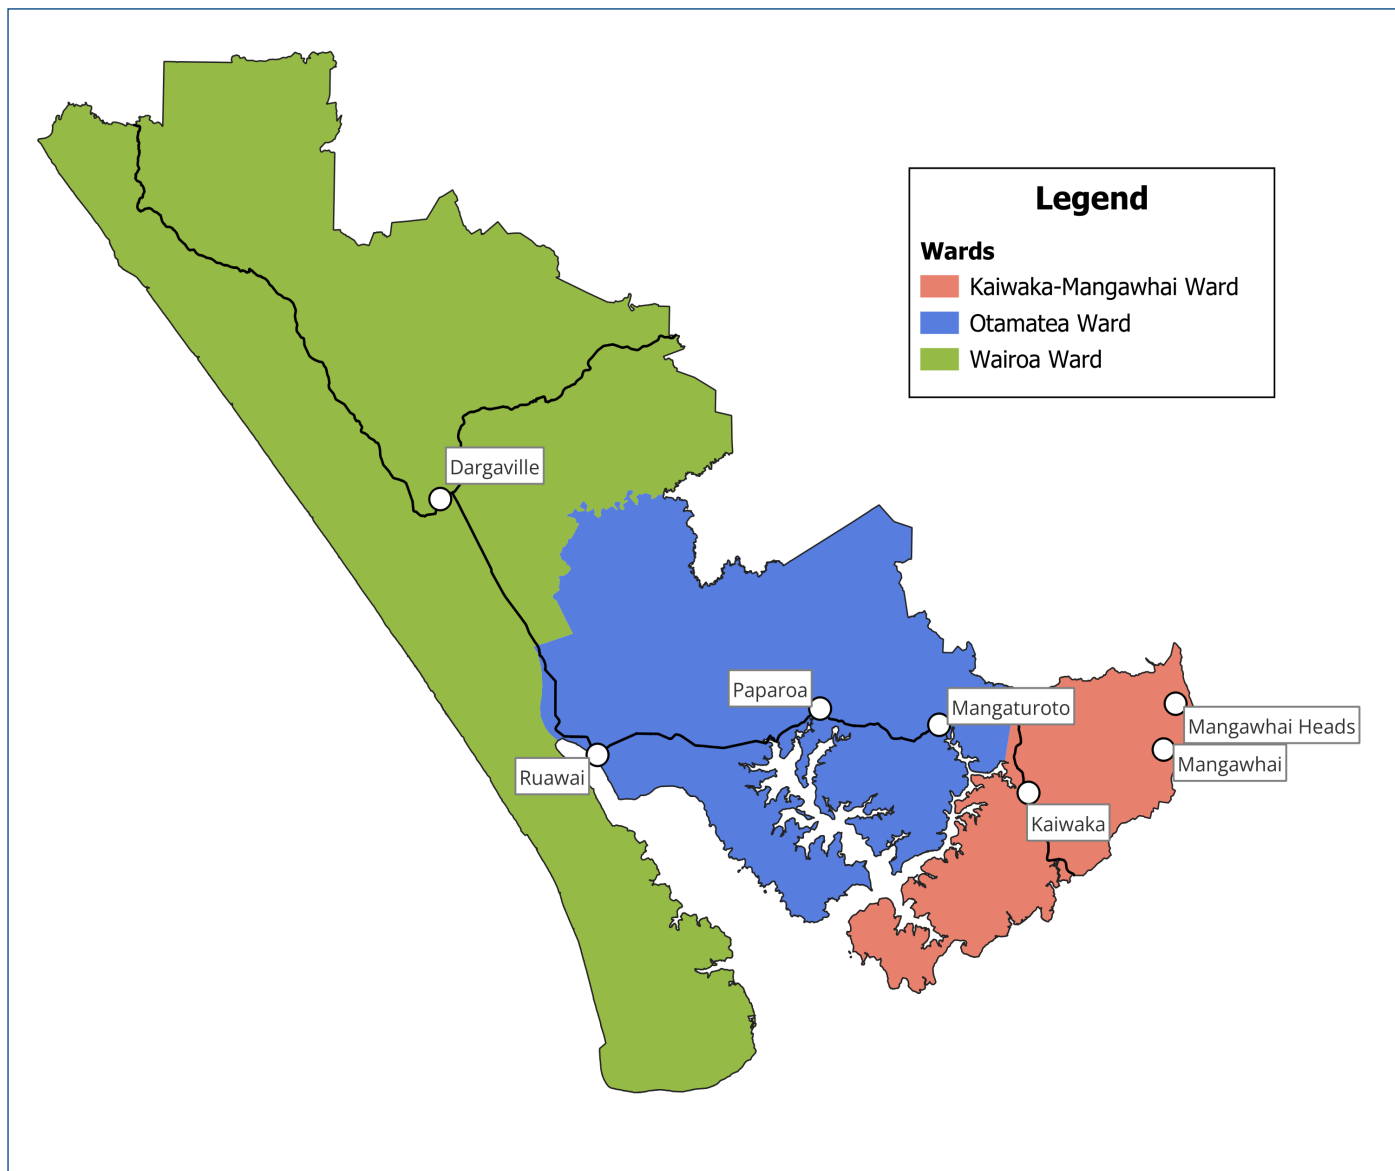 Legend
Wards
Kaiwaka-Mangawhai Ward
Otamatea Ward
Wairoa Ward
Dargaville
Paparoa
Mangaturoto
Mangawhai Heads
Mangawhai
Ruawai
Kaiwaka